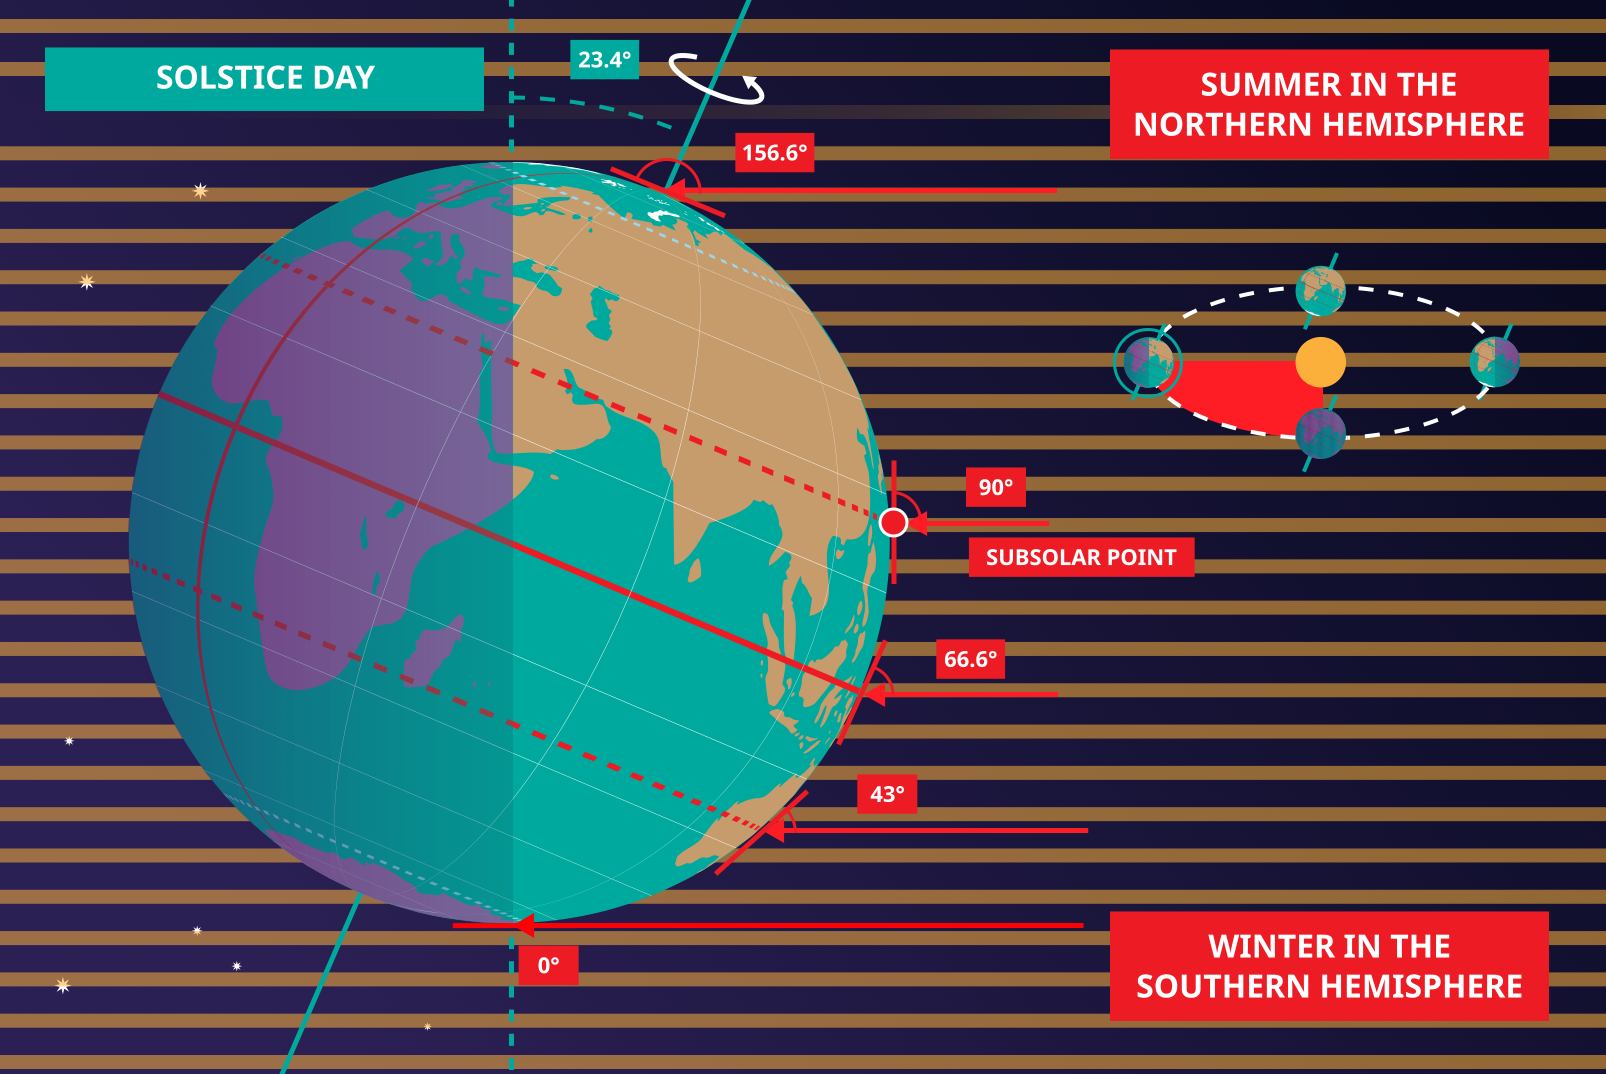 SOLSTICE DAY
23.4°
SUMMER IN THE
NORTHERN HEMISPHERE
156.6°
90°
SUBSOLAR POINT
66.6°
43°
WINTER IN THE
SOUTHERN HEMISPHERE
0°